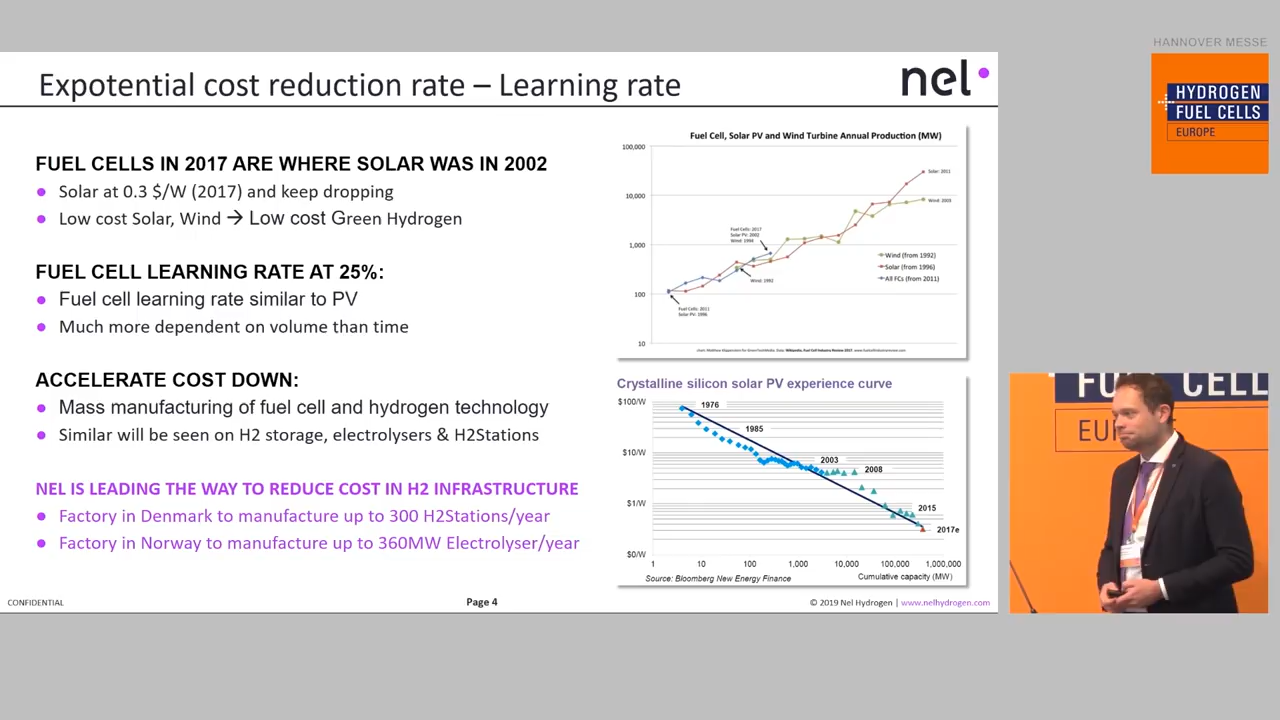 HANNOVER MESSE
HYDROGEN
FUEL CELLS
EUROPE
Expotential cost reduction rate – Learning rate
nel
FUEL CELLS IN 2017 ARE WHERE SOLAR WAS IN 2002
Solar at 0.3 $/W (2017) and keep dropping
Low cost Solar, Wind → Low cost Green Hydrogen
FUEL CELL LEARNING RATE AT 25%:
Fuel cell learning rate similar to PV
Much more dependent on volume than time
ACCELERATE COST DOWN:
Mass manufacturing of fuel cell and hydrogen technology
Similar will be seen on H2 storage, electrolysers & H2Stations
NEL IS LEADING THE WAY TO REDUCE COST IN H2 INFRASTRUCTURE
Factory in Denmark to manufacture up to 300 H2Stations/year
Factory in Norway to manufacture up to 360MW Electrolyser/year
Fuel Cell, Solar PV and Wind Turbine Annual Production (MW)
100,000
10,000
1,000
100
10
Solar: 2011
Wind: 2003
Fuel Cells: 2017
Solar PV: 2002
Wind: 1994
Wind: 1992
Fuel Cells: 2011
Solar PV: 1996
Wind (from 1992)
Solar (from 1996)
All FCs (from 2011)
Crystalline silicon solar PV experience curve
$100/W
$10/W
$1/W
$0/W
1976
1985
2003
2008
2015
2017e
1 10 100 1,000 10,000 100,000 1,000,000
Source: Bloomberg New Energy Finance
Cumulative capacity (MW)
CONFIDENTIAL
Page 4
© 2019 Nel Hydrogen | www.nelhydrogen.com
FUEL CELL
EU